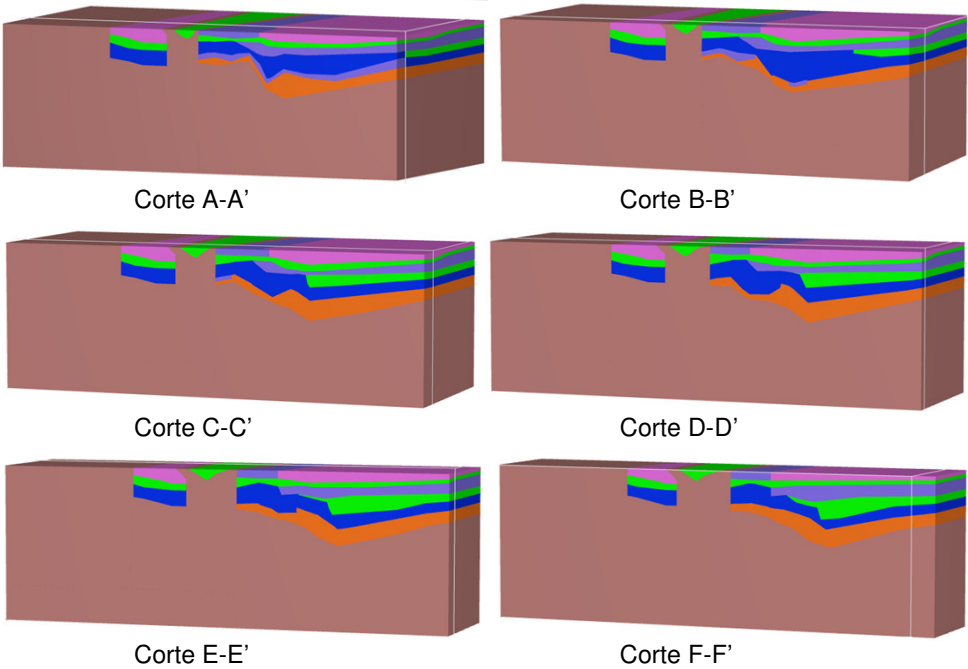 Corte A-A’
Corte B-B’
Corte C-C’
Corte D-D’
Corte E-E’
Corte F-F’